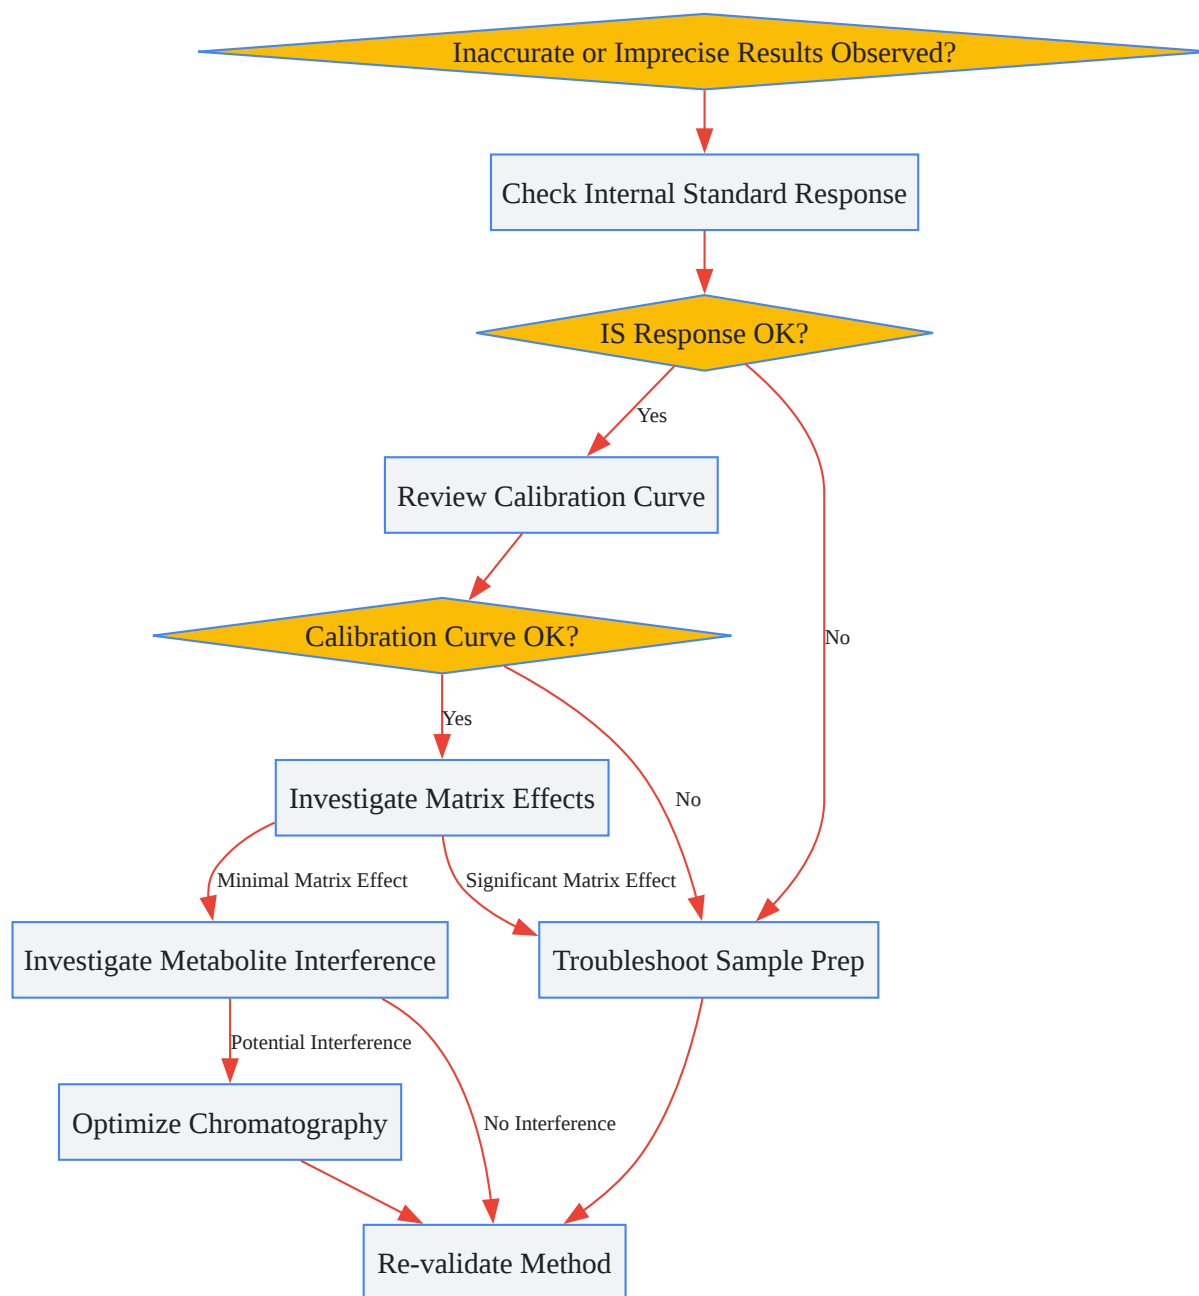 Inaccurate or Imprecise Results Observed?
Check Internal Standard Response
IS Response OK?
Yes
Review Calibration Curve
Calibration Curve OK?
No
Yes
Investigate Matrix Effects
No
Minimal Matrix Effect
Significant Matrix Effect
Investigate Metabolite Interference
Troubleshoot Sample Prep
Potential Interference
Optimize Chromatography
No Interference
Re-validate Method